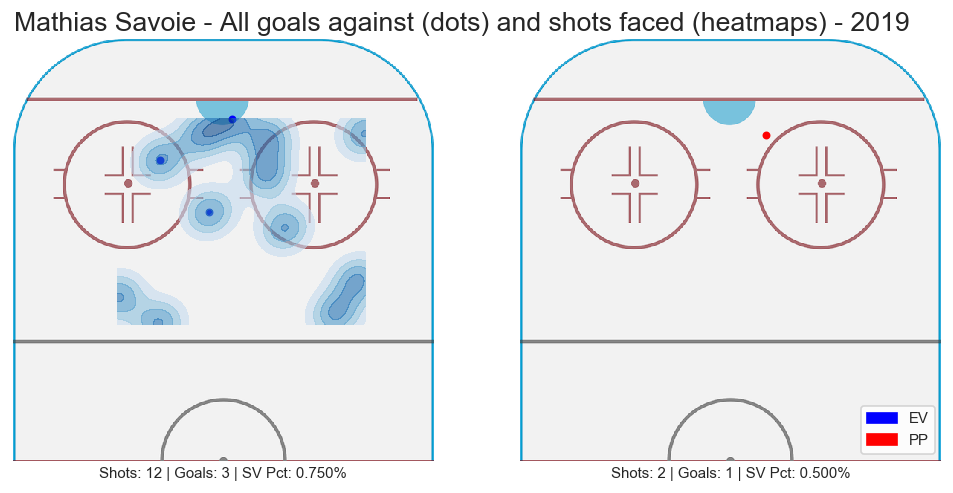 Mathias Savoie - All goals against (dots) and shots faced (heatmaps) - 2019
EV
PP
Shots: 12 | Goals: 3 | SV Pct: 0.750%
Shots: 2 | Goals: 1 | SV Pct: 0.500%